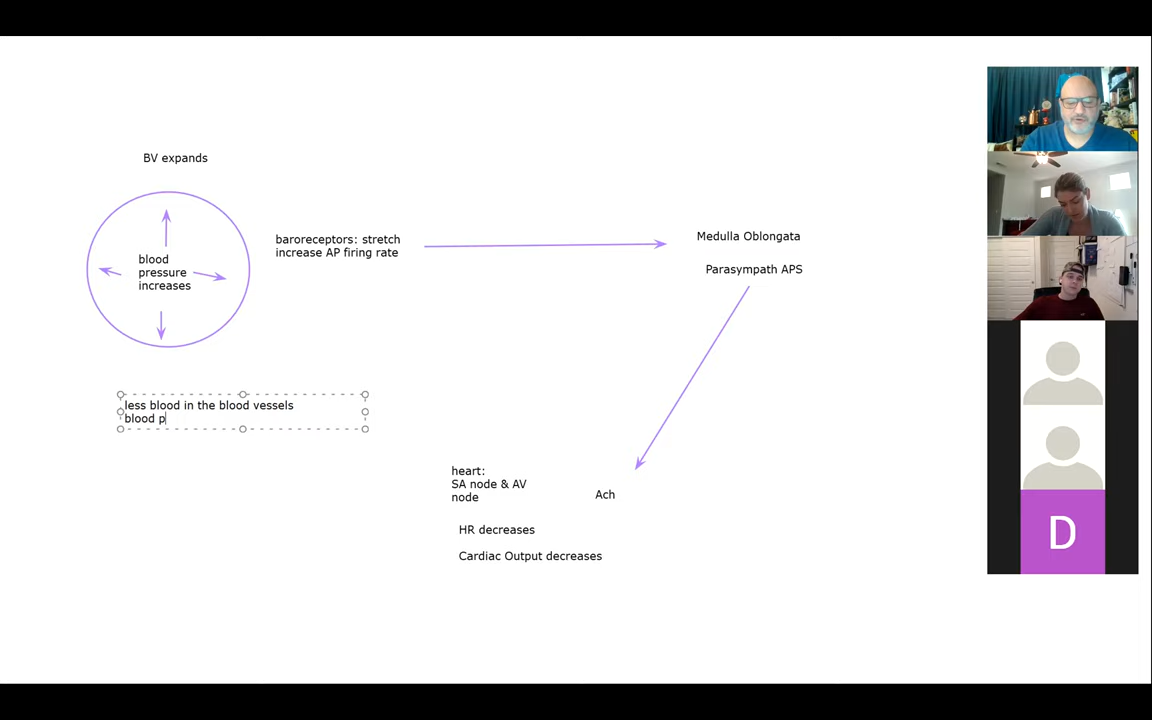 BV expands
blood
pressure
increases
baroreceptors: stretch
increase AP firing rate
Medulla Oblongata
Parasympath APS
less blood in the blood vessels
blood p
heart:
SA node & AV
node
Ach
HR decreases
Cardiac Output decreases
D